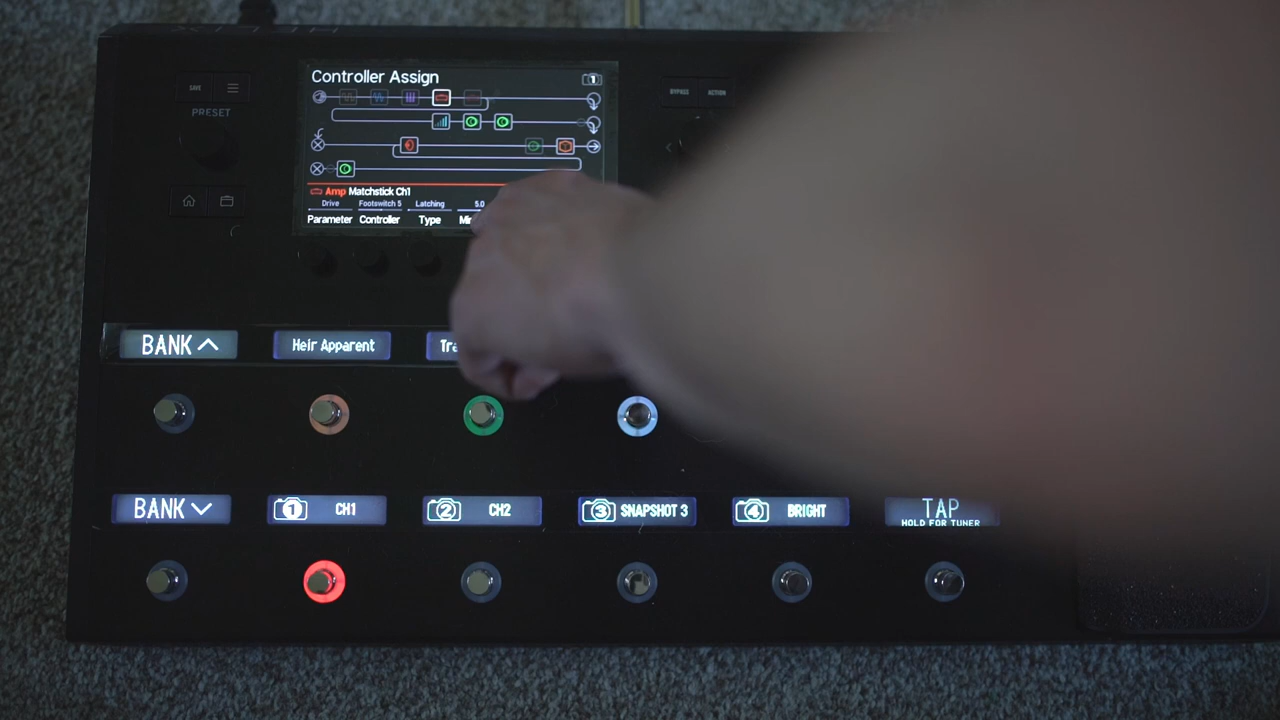 HELIX
SAVE
PRESET
BYPASS
ACTION
Controller Assign
1
Amp Matchstick Ch1
Drive Footswitch 5 Latching 5.0
Parameter Controller Type
BANK
Heir Apparent
BANK
1 CH1
2 CH2
3 SNAPSHOT 3
4 BRIGHT
TAP
HOLD FOR TUNER